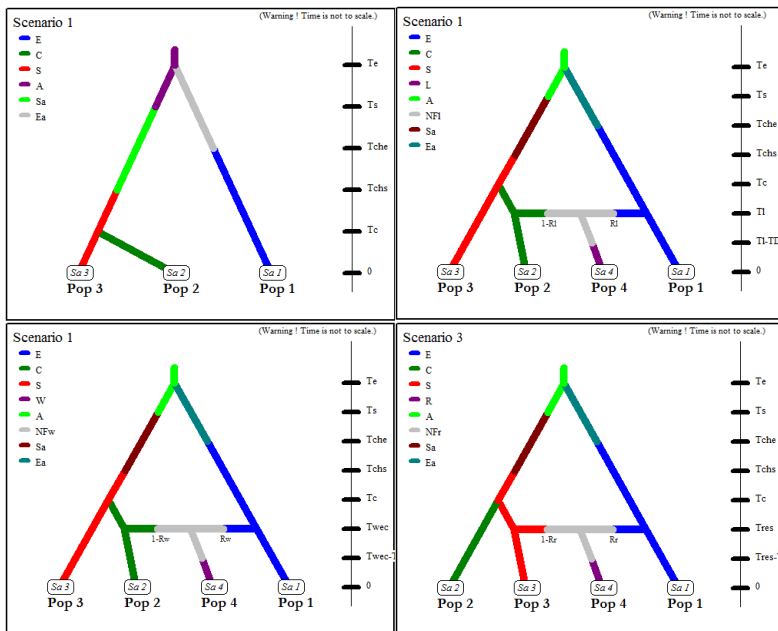 Scenario 1
(Warning ! Time is not to scale.)
E
C
S
A
Sa
Ea
Te
Ts
Tche
Tchs
Tc
0
Sa 3
Sa 2
Sa 1
Pop 3
Pop 2
Pop 1
Scenario 1
(Warning ! Time is not to scale.)
E
C
S
L
A
NFl
Sa
Ea
Te
Ts
Tche
Tchs
Tc
Tl
Tl-TD
0
1-Rl
Rl
Sa 3
Sa 2
Sa 4
Sa 1
Pop 3
Pop 2
Pop 4
Pop 1
Scenario 1
(Warning ! Time is not to scale.)
E
C
S
W
A
NFw
Sa
Ea
Te
Ts
Tche
Tchs
Tc
Twec
Twec-T
0
1-Rw
Rw
Sa 3
Sa 2
Sa 4
Sa 1
Pop 3
Pop 2
Pop 4
Pop 1
Scenario 3
(Warning ! Time is not to scale.)
E
C
S
R
A
NFr
Sa
Ea
Te
Ts
Tche
Tchs
Tc
Tres
Tres-T
0
1-Rr
Rr
Sa 2
Sa 3
Sa 4
Sa 1
Pop 2
Pop 3
Pop 4
Pop 1